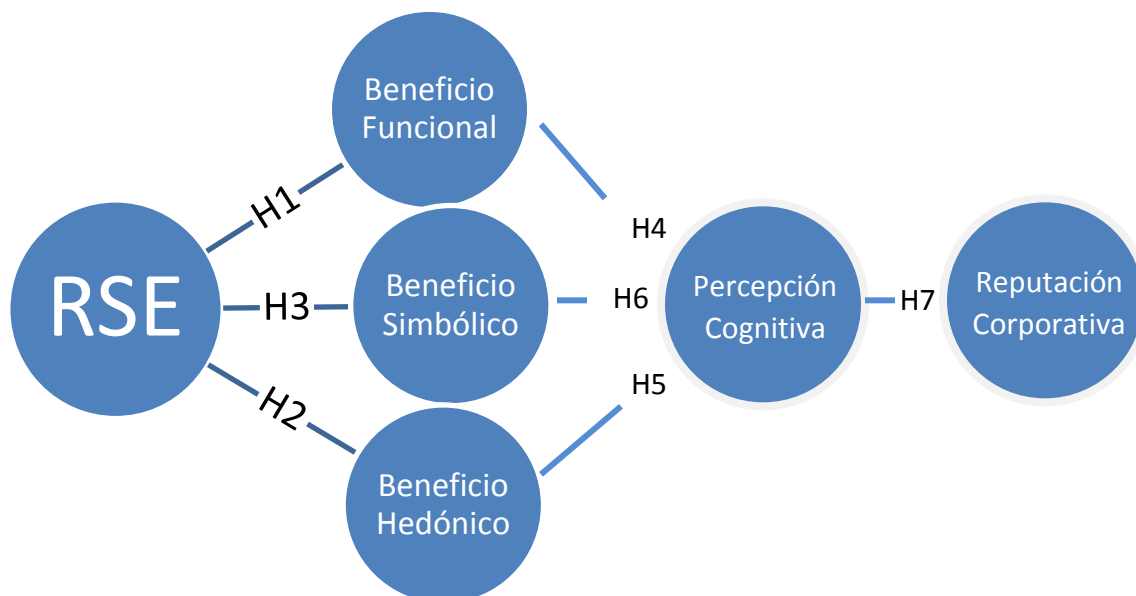 Beneficio
Funcional
H1
RSE
H3
Beneficio
Simbólico
H2
Beneficio
Hedónico
H4
H6
H5
Percepción
Cognitiva
H7
Reputación
Corporativa